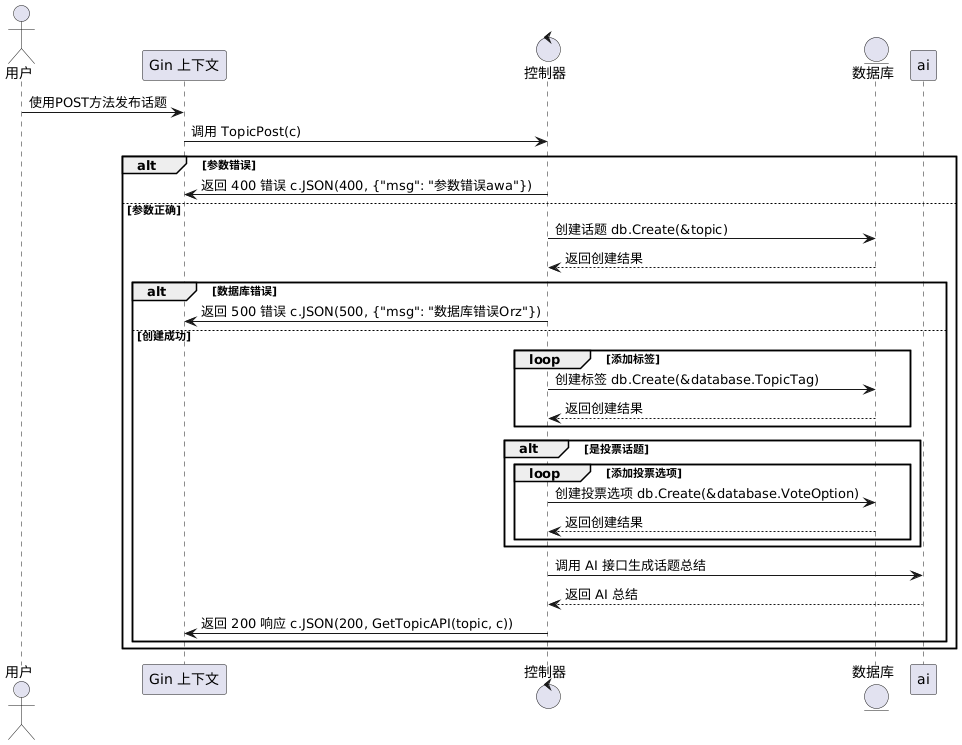 用户
Gin 上下文
控制器
数据库
ai
使用POST方法发布话题
调用 TopicPost(c)
alt
[参数错误]
返回 400 错误 c.JSON(400, {"msg": "参数错误awa"})
[参数正确]
创建话题 db.Create(&topic)
返回创建结果
alt
[数据库错误]
返回 500 错误 c.JSON(500, {"msg": "数据库错误Orz"})
[创建成功]
loop
[添加标签]
创建标签 db.Create(&database.TopicTag)
返回创建结果
alt
[是投票话题]
loop
[添加投票选项]
创建投票选项 db.Create(&database.VoteOption)
返回创建结果
调用 AI 接口生成话题总结
返回 AI 总结
返回 200 响应 c.JSON(200, GetTopicAPI(topic, c))
用户
Gin 上下文
控制器
数据库
ai